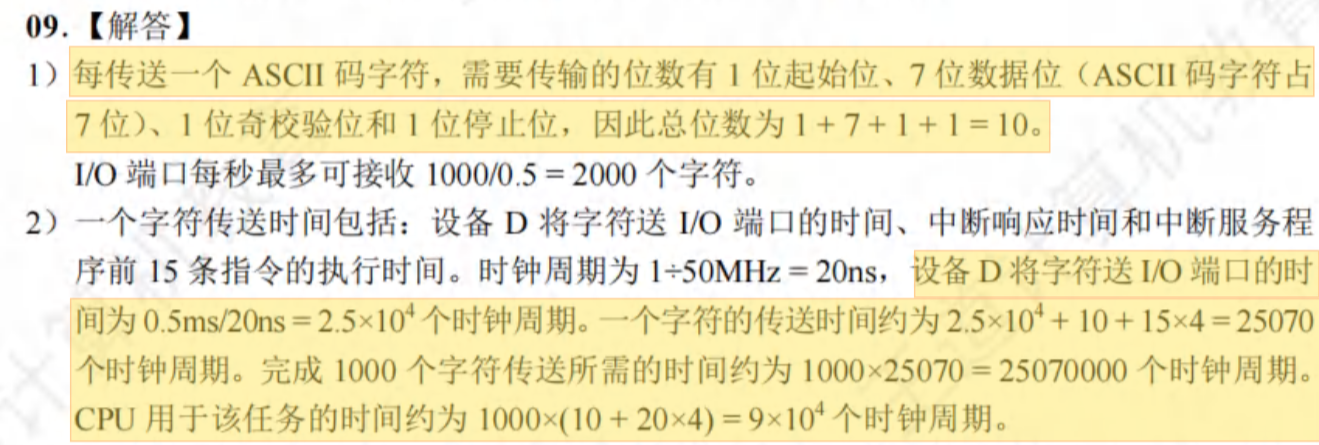 09.【解答】
1）每传送一个 ASCII 码字符，需要传输的位数有 1 位起始位、7 位数据位（ASCII 码字符占
7 位）、1 位奇校验位和 1 位停止位，因此总位数为 1 + 7 + 1 + 1 = 10。
I/O 端口每秒最多可接收 1000/0.5 = 2000 个字符。
2）一个字符传送时间包括：设备 D 将字符送 I/O 端口的时间、中断响应时间和中断服务程
序前 15 条指令的执行时间。时钟周期为 1÷50MHz = 20ns，设备 D 将字符送 I/O 端口的时
间为 0.5ms/20ns = 2.5×10⁴ 个时钟周期。一个字符的传送时间约为 2.5×10⁴ + 10 + 15×4 = 25070
个时钟周期。完成 1000 个字符传送所需的时间约为 1000×25070 = 25070000 个时钟周期。
CPU 用于该任务的时间约为 1000×(10 + 20×4) = 9×10⁴ 个时钟周期。